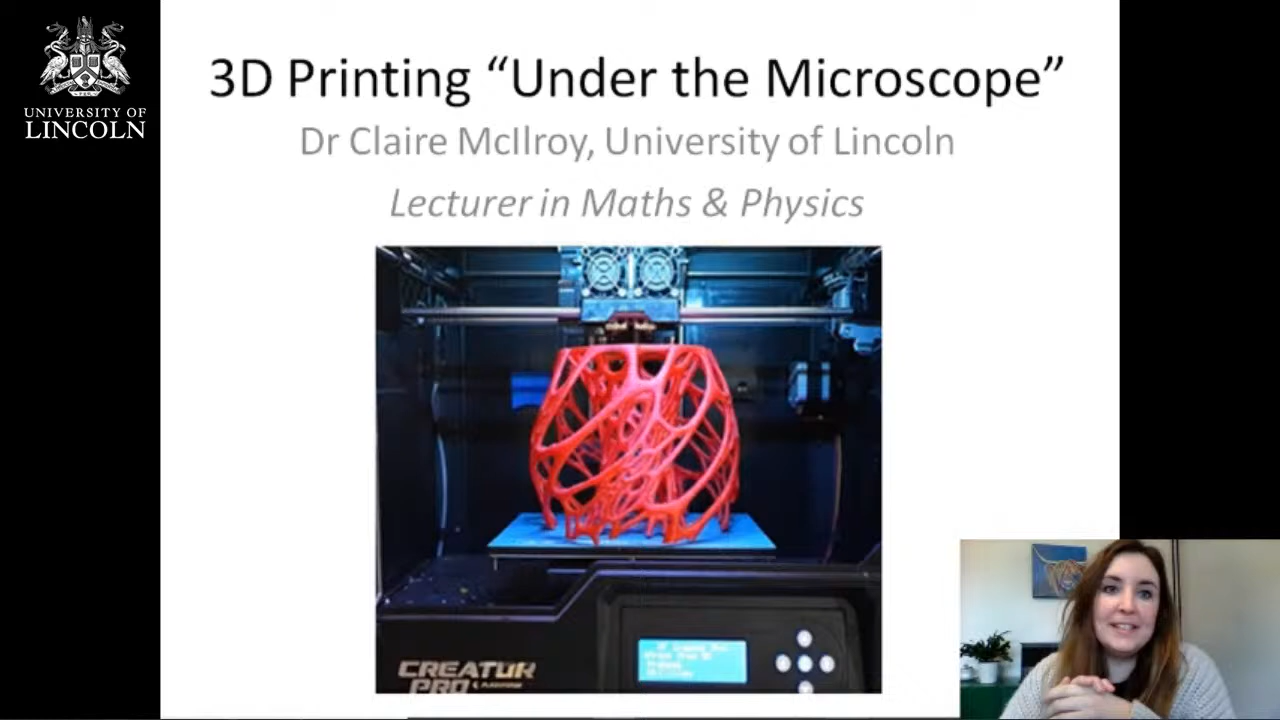 UNIVERSITY OF
LINCOLN
3D Printing “Under the Microscope”
Dr Claire McIlroy, University of Lincoln
Lecturer in Maths & Physics
CREATOR
PRO